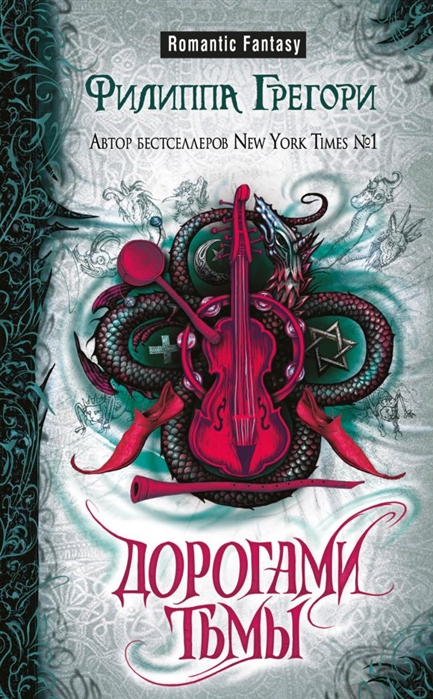 Romantic Fantasy
Филиппа Грегори
Автор бестселлеров New York Times №1
ДОРОГАМИ
ТЬМЫ